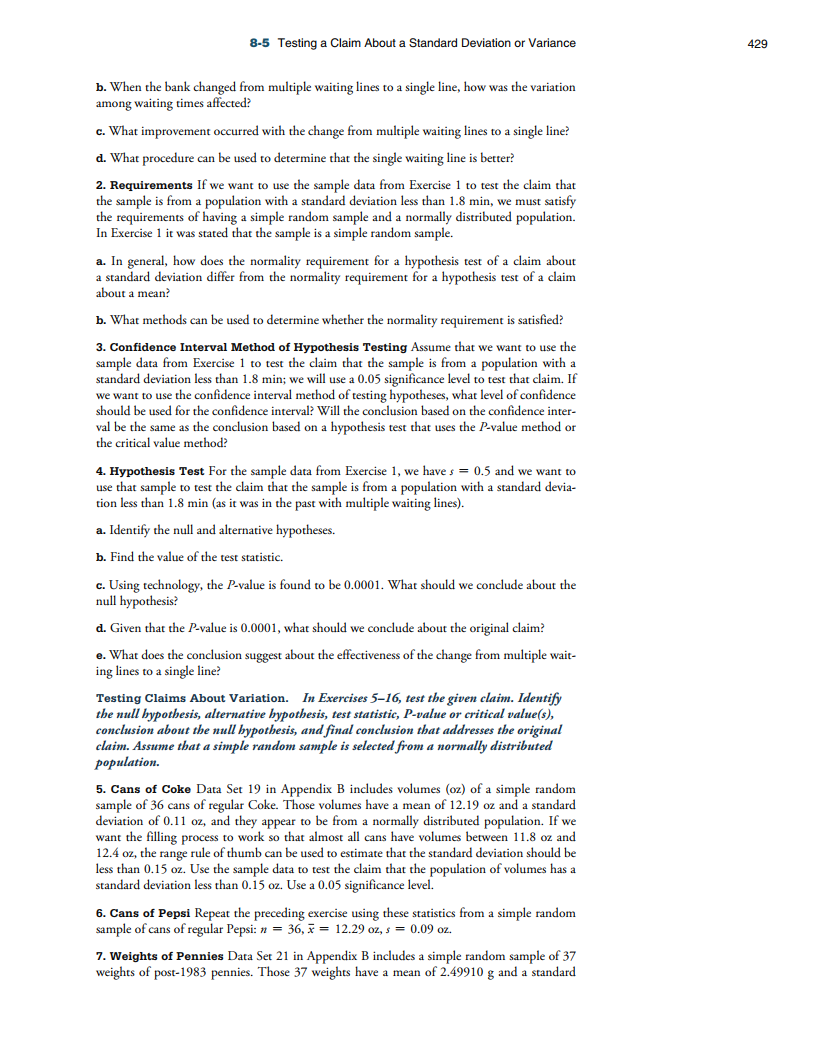 8-5 Testing a Claim About a Standard Deviation or Variance 429
b. When the bank changed from multiple waiting lines to a single line, how was the variation
among waiting times affected?
c. What improvement occurred with the change from multiple waiting lines to a single line?
d. What procedure can be used to determine that the single waiting line is better?
2. Requirements If we want to use the sample data from Exercise 1 to test the claim that
the sample is from a population with a standard deviation less than 1.8 min, we must satisfy
the requirements of having a simple random sample and a normally distributed population.
In Exercise 1 it was stated that the sample is a simple random sample.
a. In general, how does the normality requirement for a hypothesis test of a claim about
a standard deviation differ from the normality requirement for a hypothesis test of a claim
about a mean?
b. What methods can be used to determine whether the normality requirement is satisfied?
3. Confidence Interval Method of Hypothesis Testing Assume that we want to use the
sample data from Exercise 1 to test the claim that the sample is from a population with a
standard deviation less than 1.8 min; we will use a 0.05 significance level to test that claim. If
we want to use the confidence interval method of testing hypotheses, what level of confidence
should be used for the confidence interval? Will the conclusion based on the confidence inter-
val be the same as the conclusion based on a hypothesis test that uses the P-value method or
the critical value method?
4. Hypothesis Test For the sample data from Exercise 1, we have s = 0.5 and we want to
use that sample to test the claim that the sample is from a population with a standard devia-
tion less than 1.8 min (as it was in the past with multiple waiting lines).
a. Identify the null and alternative hypotheses.
b. Find the value of the test statistic.
c. Using technology, the P-value is found to be 0.0001. What should we conclude about the
null hypothesis?
d. Given that the P-value is 0.0001, what should we conclude about the original claim?
e. What does the conclusion suggest about the effectiveness of the change from multiple wait-
ing lines to a single line?
Testing Claims About Variation. In Exercises 5–16, test the given claim. Identify
the null hypothesis, alternative hypothesis, test statistic, P-value or critical value(s),
conclusion about the null hypothesis, and final conclusion that addresses the original
claim. Assume that a simple random sample is selected from a normally distributed
population.
5. Cans of Coke Data Set 19 in Appendix B includes volumes (oz) of a simple random
sample of 36 cans of regular Coke. Those volumes have a mean of 12.19 oz and a standard
deviation of 0.11 oz, and they appear to be from a normally distributed population. If we
want the filling process to work so that almost all cans have volumes between 11.8 oz and
12.4 oz, the range rule of thumb can be used to estimate that the standard deviation should be
less than 0.15 oz. Use the sample data to test the claim that the population of volumes has a
standard deviation less than 0.15 oz. Use a 0.05 significance level.
6. Cans of Pepsi Repeat the preceding exercise using these statistics from a simple random
sample of cans of regular Pepsi: n = 36, x̄ = 12.29 oz, s = 0.09 oz.
7. Weights of Pennies Data Set 21 in Appendix B includes a simple random sample of 37
weights of post-1983 pennies. Those 37 weights have a mean of 2.49910 g and a standard